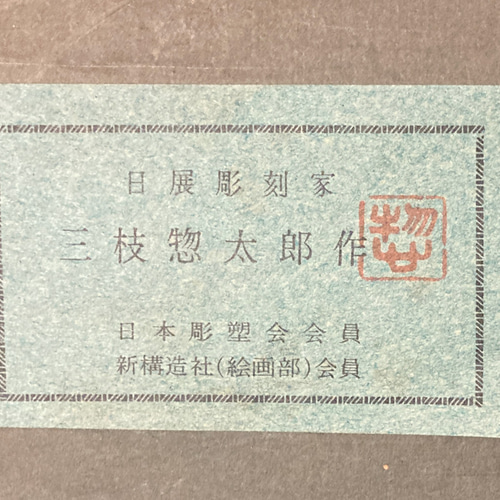 日展彫刻家
三枝惣太郎作
惣
日本彫塑会会員
新構造社(絵画部)会員